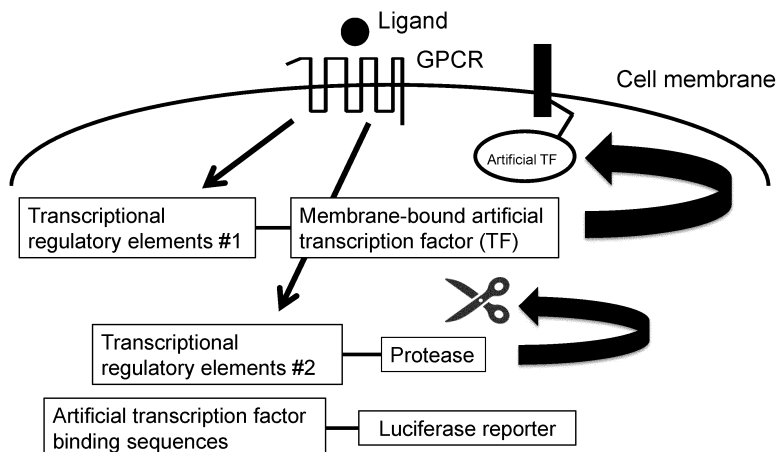 Ligand
GPCR
Cell membrane
Artificial TF
Transcriptional
regulatory elements #1
Membrane-bound artificial
transcription factor (TF)
Transcriptional
regulatory elements #2
Protease
Artificial transcription factor
binding sequences
Luciferase reporter